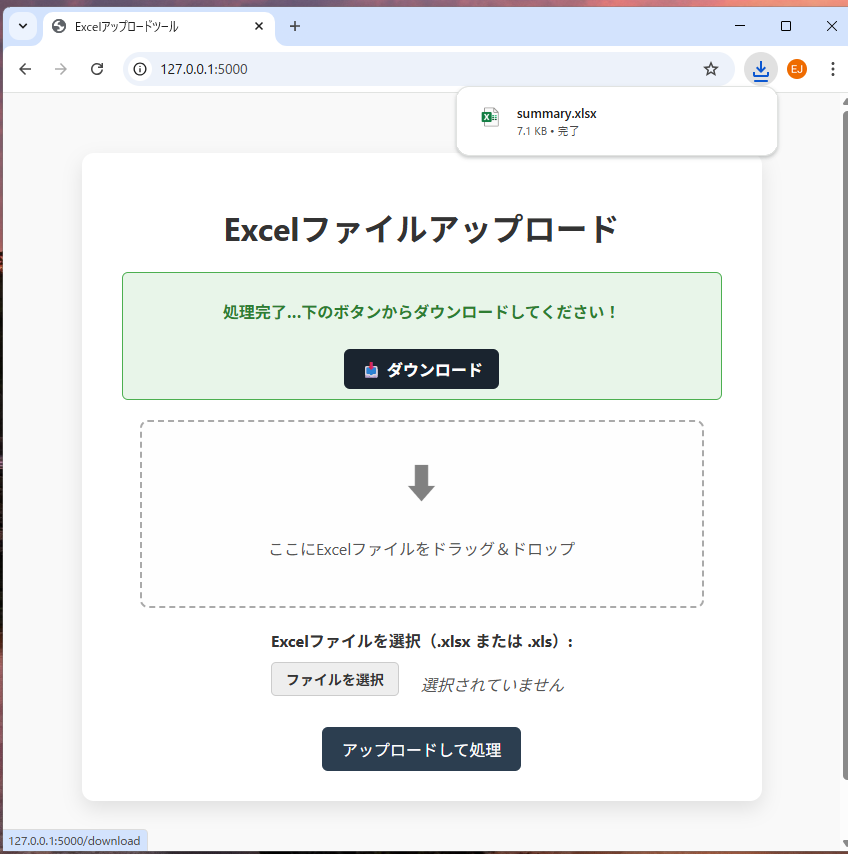 Excelアップロードツール
127.0.0.1:5000
EJ
summary.xlsx
7.1 KB • 完了
Excelファイルアップロード
処理完了...下のボタンからダウンロードしてください！
ダウンロード
ここにExcelファイルをドラッグ＆ドロップ
Excelファイルを選択（.xlsx または .xls）:
ファイルを選択 選択されていません
アップロードして処理
127.0.0.1:5000/download